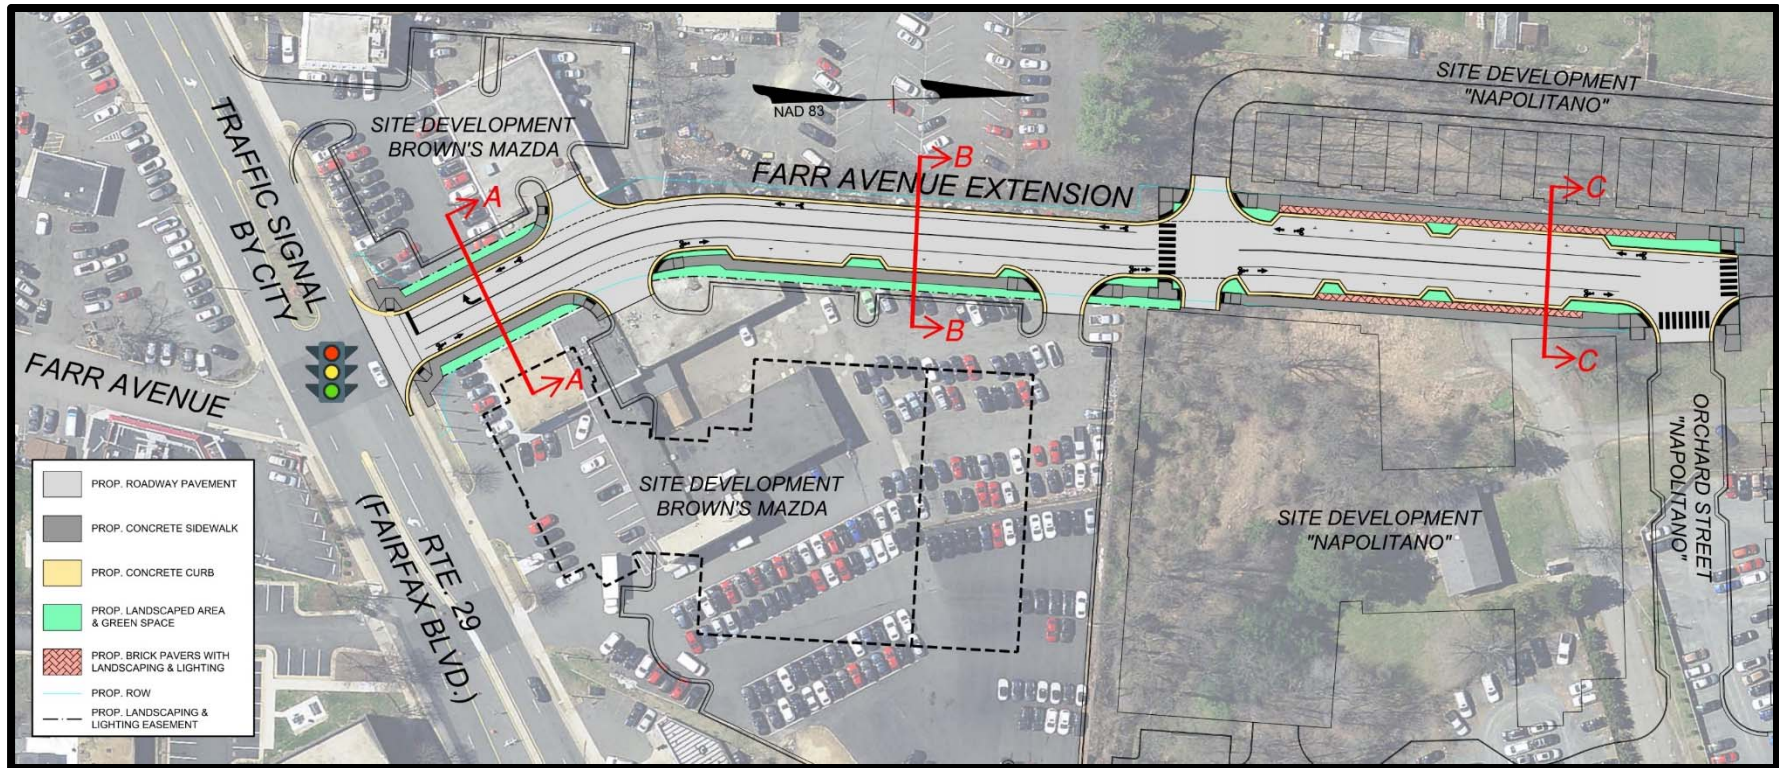 SITE DEVELOPMENT
"NAPOLITANO"
NAD 83
SITE DEVELOPMENT
BROWN'S MAZDA
TRAFFIC SIGNAL
BY CITY
FARR AVENUE EXTENSION
A
B
C
A
B
C
FARR AVENUE
RTE. 29
(FAIRFAX BLVD.)
SITE DEVELOPMENT
BROWN'S MAZDA
SITE DEVELOPMENT
"NAPOLITANO"
ORCHARD STREET
"NAPOLITANO"
PROP. ROADWAY PAVEMENT
PROP. CONCRETE SIDEWALK
PROP. CONCRETE CURB
PROP. LANDSCAPED AREA
& GREEN SPACE
PROP. BRICK PAVERS WITH
LANDSCAPING & LIGHTING
PROP. ROW
PROP. LANDSCAPING &
LIGHTING EASEMENT